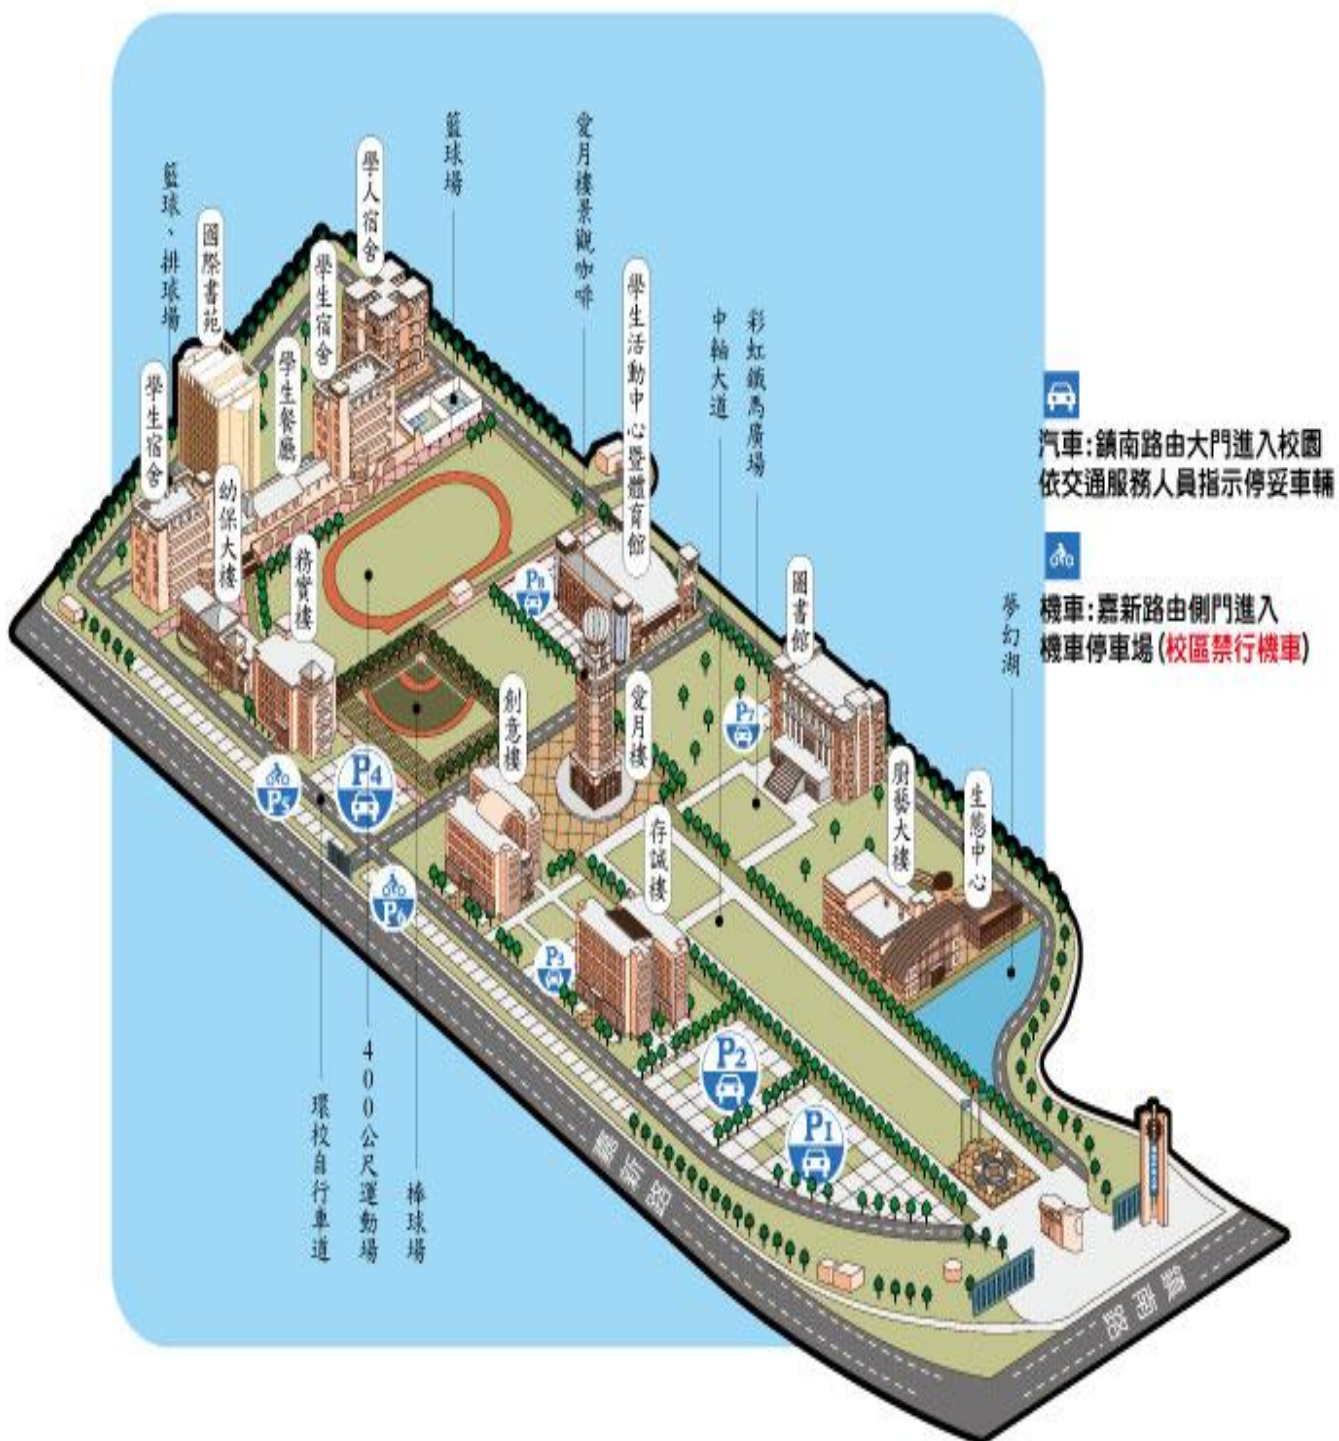 籃球場
愛月樓景觀咖啡
學人宿舍
籃球、排球場
國際書苑
學生宿舍
學生活動中心暨體育館
中軸大道
彩虹鐵馬廣場
學生餐廳
學生宿舍
幼保大樓
務實樓
汽車:鎮南路由大門進入校園
依交通服務人員指示停妥車輛
機車:嘉新路由側門進入
機車停車場(校區禁行機車)
圖書館
夢幻湖
P8
創意樓
愛月樓
P7
P4
P5
廚藝大樓
生態中心
存誠樓
P6
P3
P2
P1
環校自行車道
400公尺運動場
棒球場
嘉新路
鎮南路